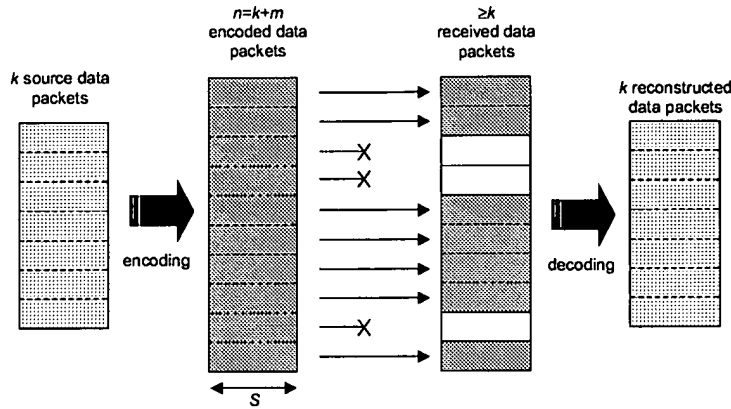 k source data
packets
encoding
n=k+m
encoded data
packets
S
≥k
received data
packets
decoding
k reconstructed
data packets